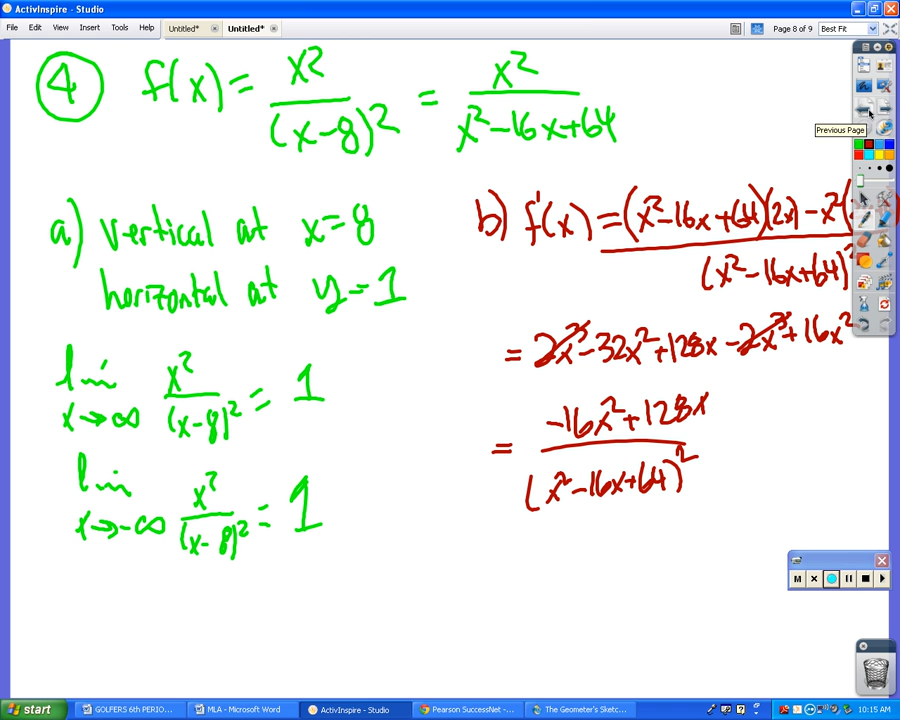 ActivInspire - Studio
File Edit View Insert Tools Help Untitled* Untitled* Page 8 of 9 Best Fit
Previous Page
4 f(x) = x²/(x-8)² = x²/(x²-16x+64)
a) vertical at x=8
horizontal at y=1
lim x→∞ x²/(x-8)² = 1
lim x→-∞ x²/(x-8)² = 1
b) f'(x) = (x²-16x+64)(2x) - x²(
(x²-16x+64)²
= 2x³-32x²+128x-2x³+16x²
= (-16x²+128x)/(x²-16x+64)²
M
start GOLFERS 6th PERIO... MLA - Microsoft Word ActivInspire - Studio Pearson SuccessNet -... The Geometer's Sketc... 10:15 AM